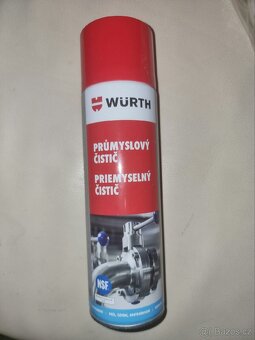 WÜRTH
PRŮMYSLOVÝ
ČISTIČ
PRIEMYSELNÝ
ČISTIČ
NSF